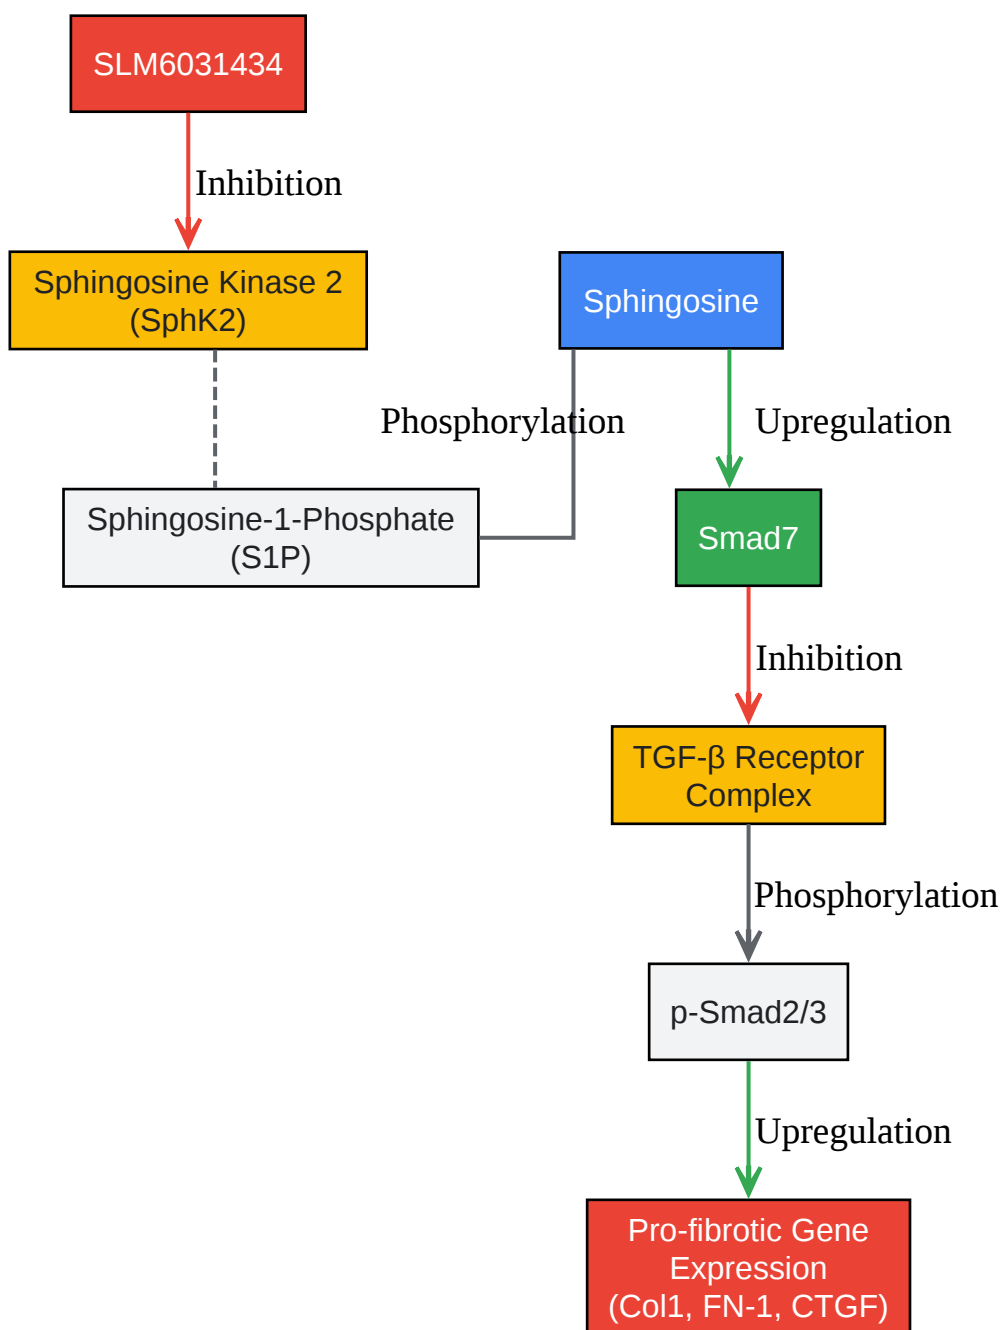 SLM6031434
Inhibition
Sphingosine Kinase 2
(SphK2)
Sphingosine
Phosphorylation
Upregulation
Sphingosine-1-Phosphate
(S1P)
Smad7
Inhibition
TGF-β Receptor
Complex
Phosphorylation
p-Smad2/3
Upregulation
Pro-fibrotic Gene
Expression
(Col1, FN-1, CTGF)